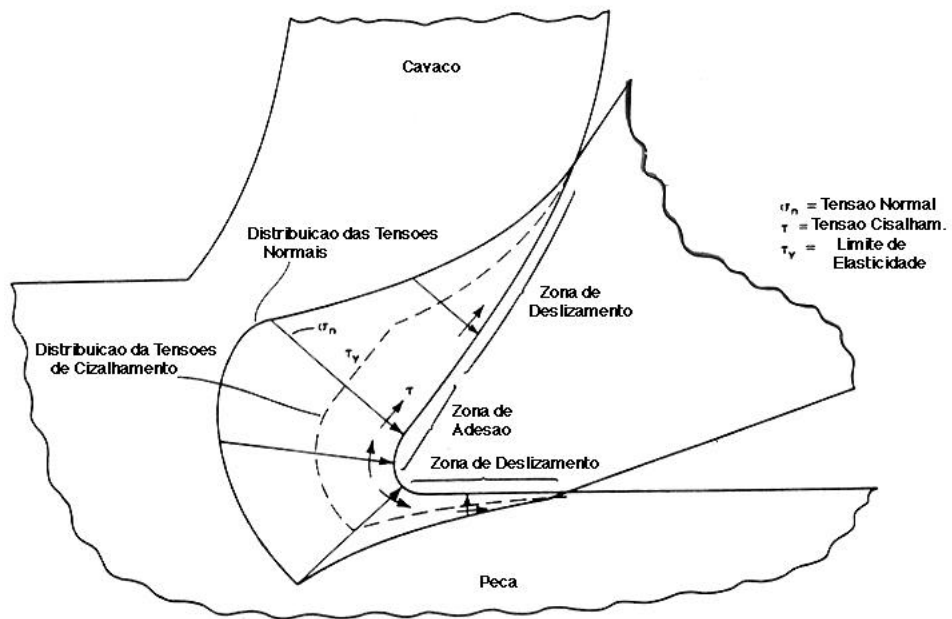 Cavaco
σn = Tensao Normal
τ = Tensao Cisalham.
τy = Limite de
Elasticidade
Distribuicao das Tensoes
Normais
Zona de
Deslizamento
σn
τy
Distribuicao da Tensoes
de Cizalhamento
τ
Zona de
Adesao
Zona de Deslizamento
Peca